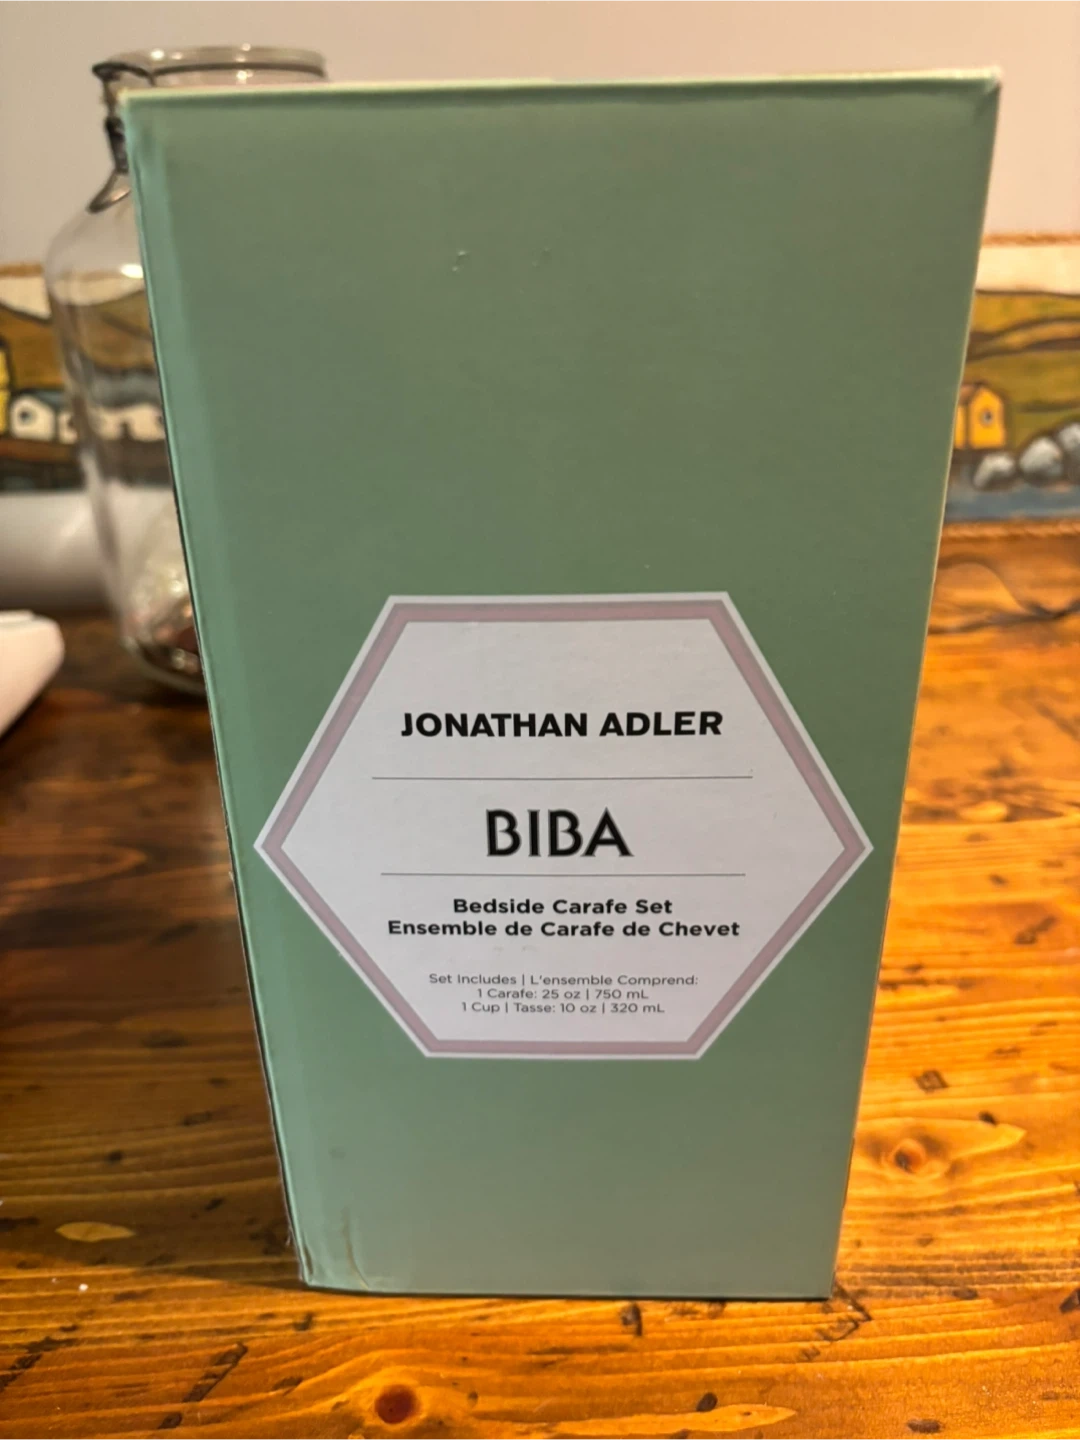 JONATHAN ADLER
BIBA
Bedside Carafe Set
Ensemble de Carafe de Chevet
Set Includes | L'ensemble Comprend:
1 Carafe: 25 oz | 750 mL
1 Cup | Tasse: 10 oz | 320 mL